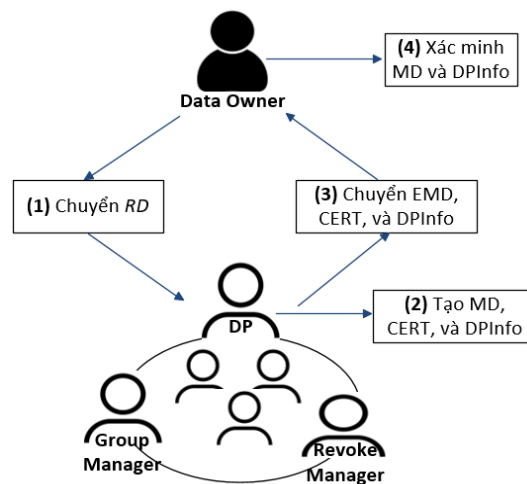 (4) Xác minh
MD và DPInfo
Data Owner
(1) Chuyển RD
(3) Chuyển EMD,
CERT, và DPInfo
(2) Tạo MD,
CERT, và DPInfo
DP
Group
Manager
Revoke
Manager